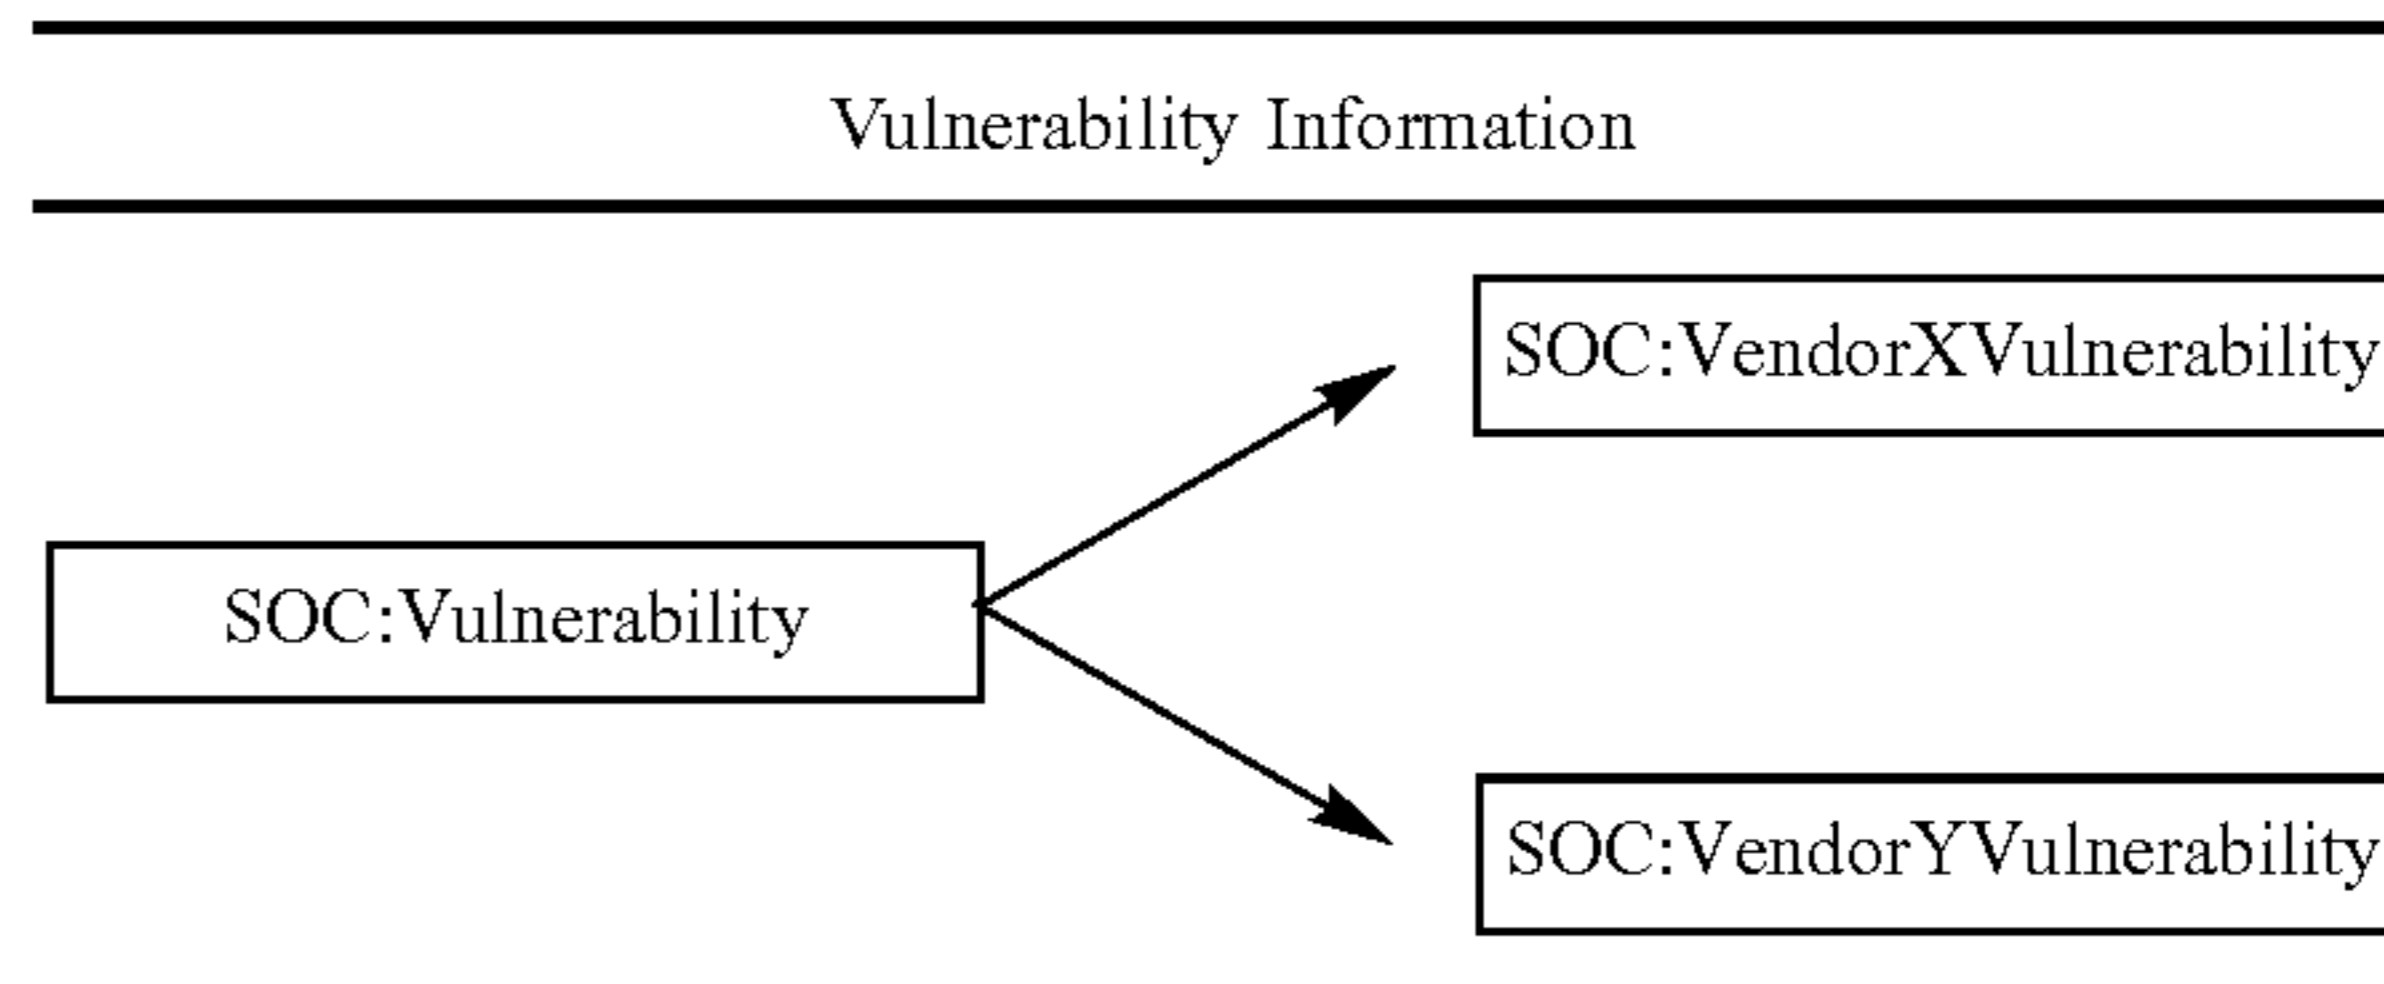 Vulnerability Information
SOC:VendorXVulnerability
SOC:Vulnerability
SOC:VendorYVulnerability